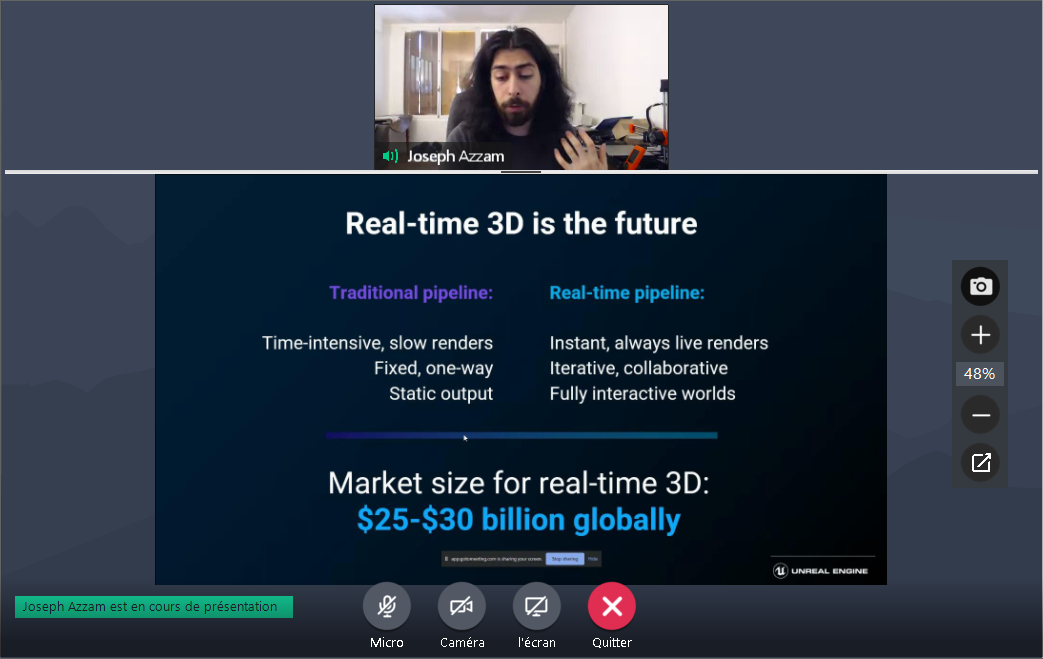 Joseph Azzam
Real-time 3D is the future
Traditional pipeline:
Time-intensive, slow renders
Fixed, one-way
Static output
Real-time pipeline:
Instant, always live renders
Iterative, collaborative
Fully interactive worlds
Market size for real-time 3D:
$25-$30 billion globally
app.gotomeeting.com is sharing your screen. Stop sharing Hide
UNREAL ENGINE
48%
Joseph Azzam est en cours de présentation
Micro Caméra l'écran Quitter